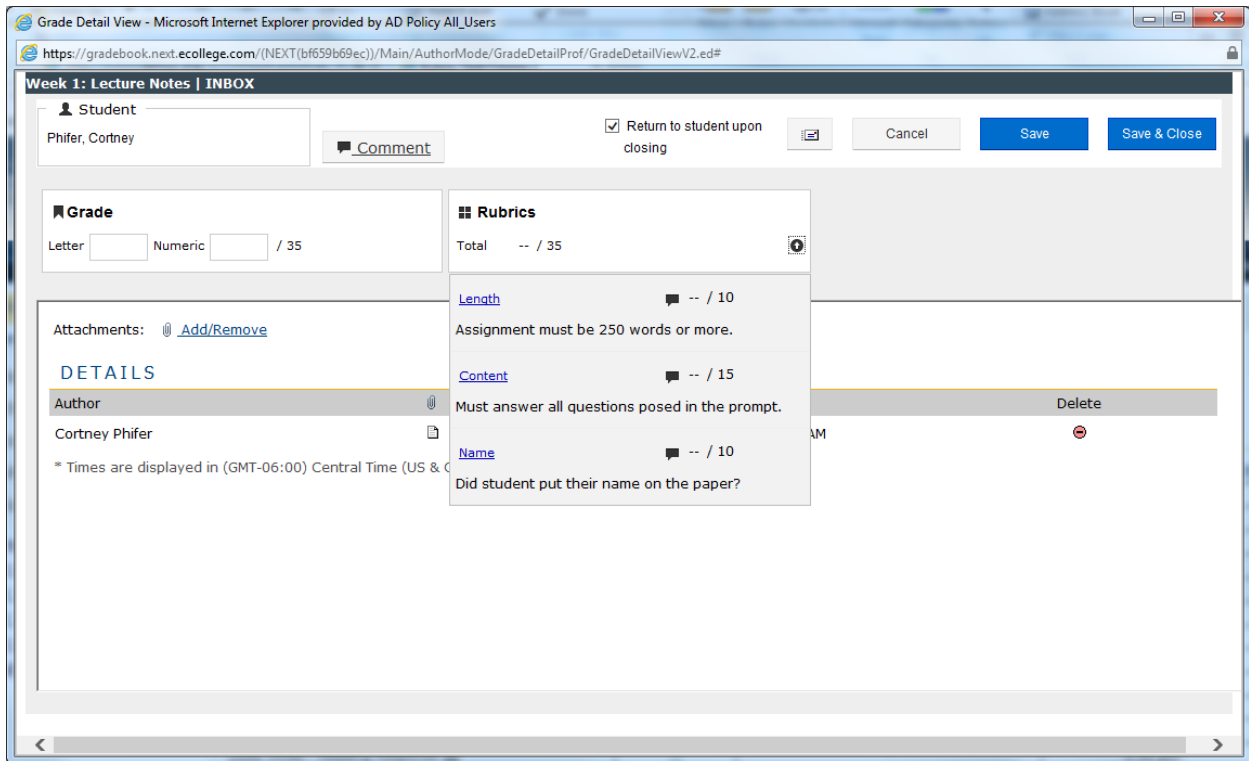 Grade Detail View - Microsoft Internet Explorer provided by AD Policy All_Users
https://gradebook.next.ecollege.com/(NEXT(bf659b69ec))/Main/AuthorMode/GradeDetailProf/GradeDetailViewV2.ed#
Week 1: Lecture Notes | INBOX
Student
Phifer, Cortney
Comment
Return to student upon
closing
Cancel
Save
Save & Close
Grade
Letter Numeric / 35
Rubrics
Total -- / 35
Length -- / 10
Assignment must be 250 words or more.
Content -- / 15
Must answer all questions posed in the prompt.
Name -- / 10
Did student put their name on the paper?
Attachments: Add/Remove
DETAILS
Author Delete
Cortney Phifer AM
* Times are displayed in (GMT-06:00) Central Time (US &